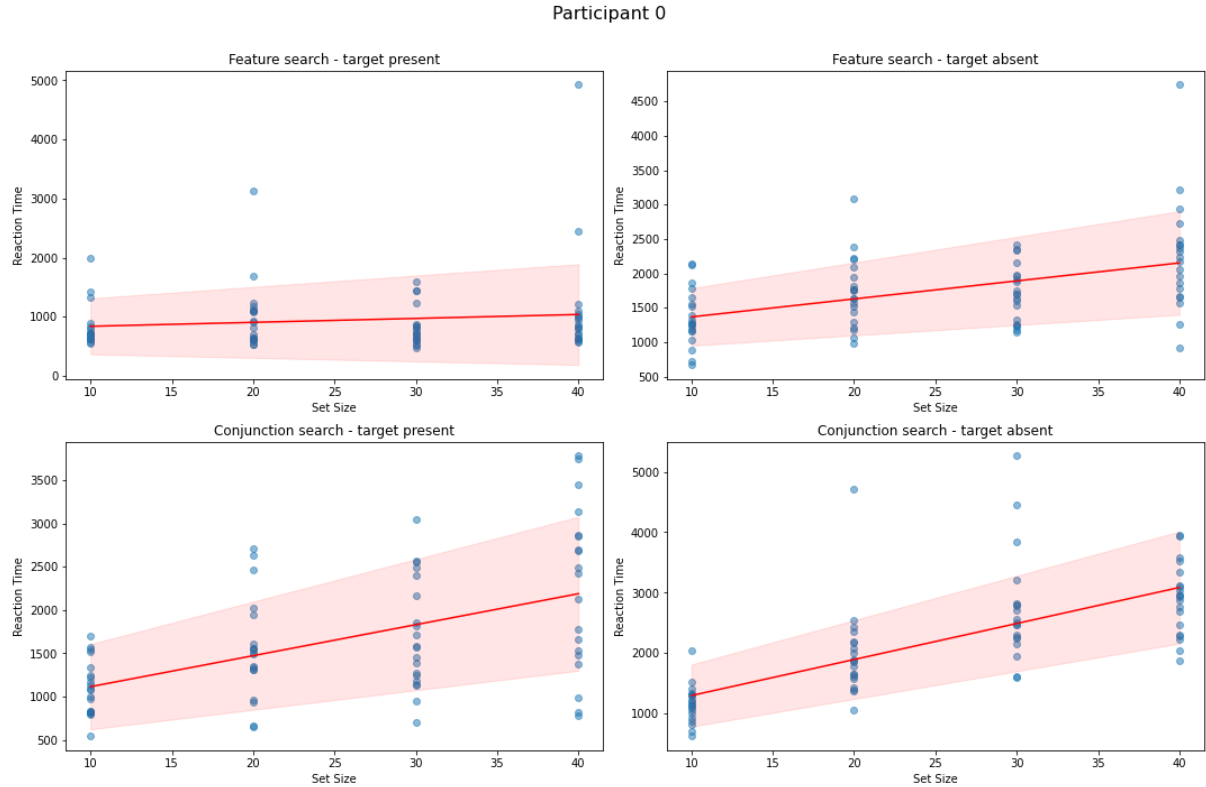 Participant 0
Feature search - target present
Reaction Time
5000
4000
3000
2000
1000
0
10 15 20 25 30 35 40
Set Size
Feature search - target absent
Reaction Time
4500
4000
3500
3000
2500
2000
1500
1000
500
10 15 20 25 30 35 40
Set Size
Conjunction search - target present
Reaction Time
3500
3000
2500
2000
1500
1000
500
10 15 20 25 30 35 40
Set Size
Conjunction search - target absent
Reaction Time
5000
4000
3000
2000
1000
10 15 20 25 30 35 40
Set Size